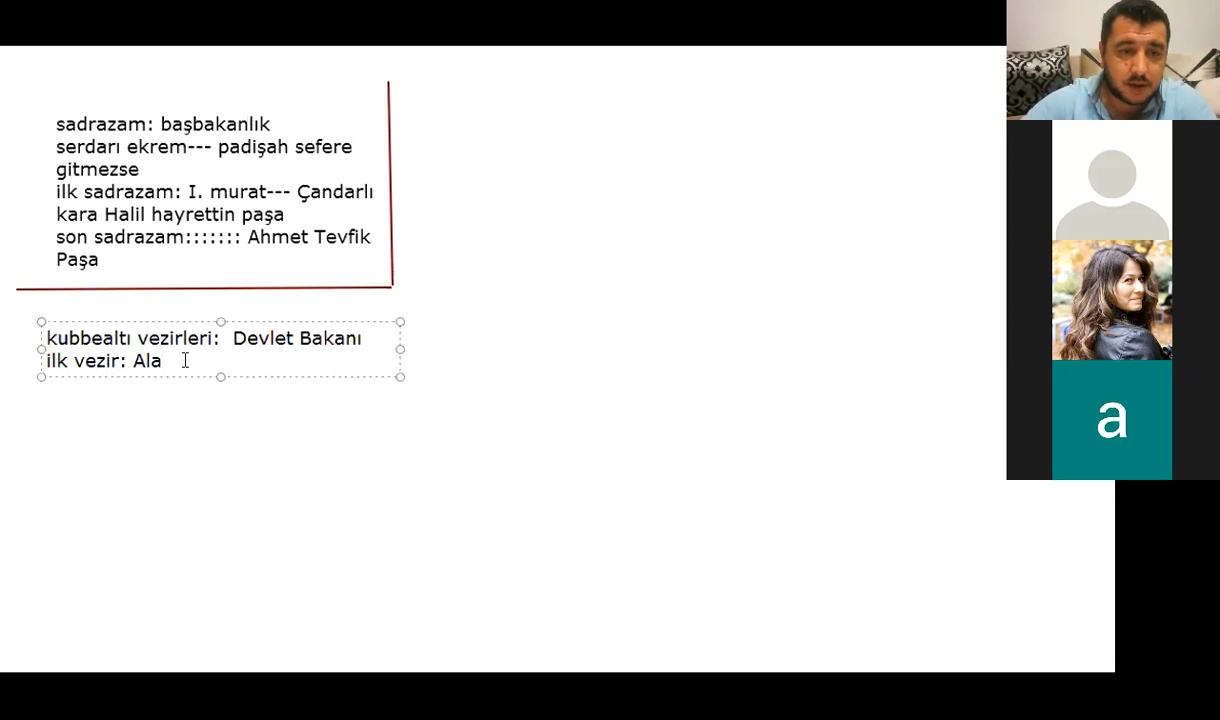 sadrazam: başbakanlık
serdarı ekrem--- padişah sefere
gitmezse
ilk sadrazam: I. murat--- Çandarlı
kara Halil hayrettin paşa
son sadrazam::::::: Ahmet Tevfik
Paşa
kubbealtı vezirleri:  Devlet Bakanı
ilk vezir: Ala
a